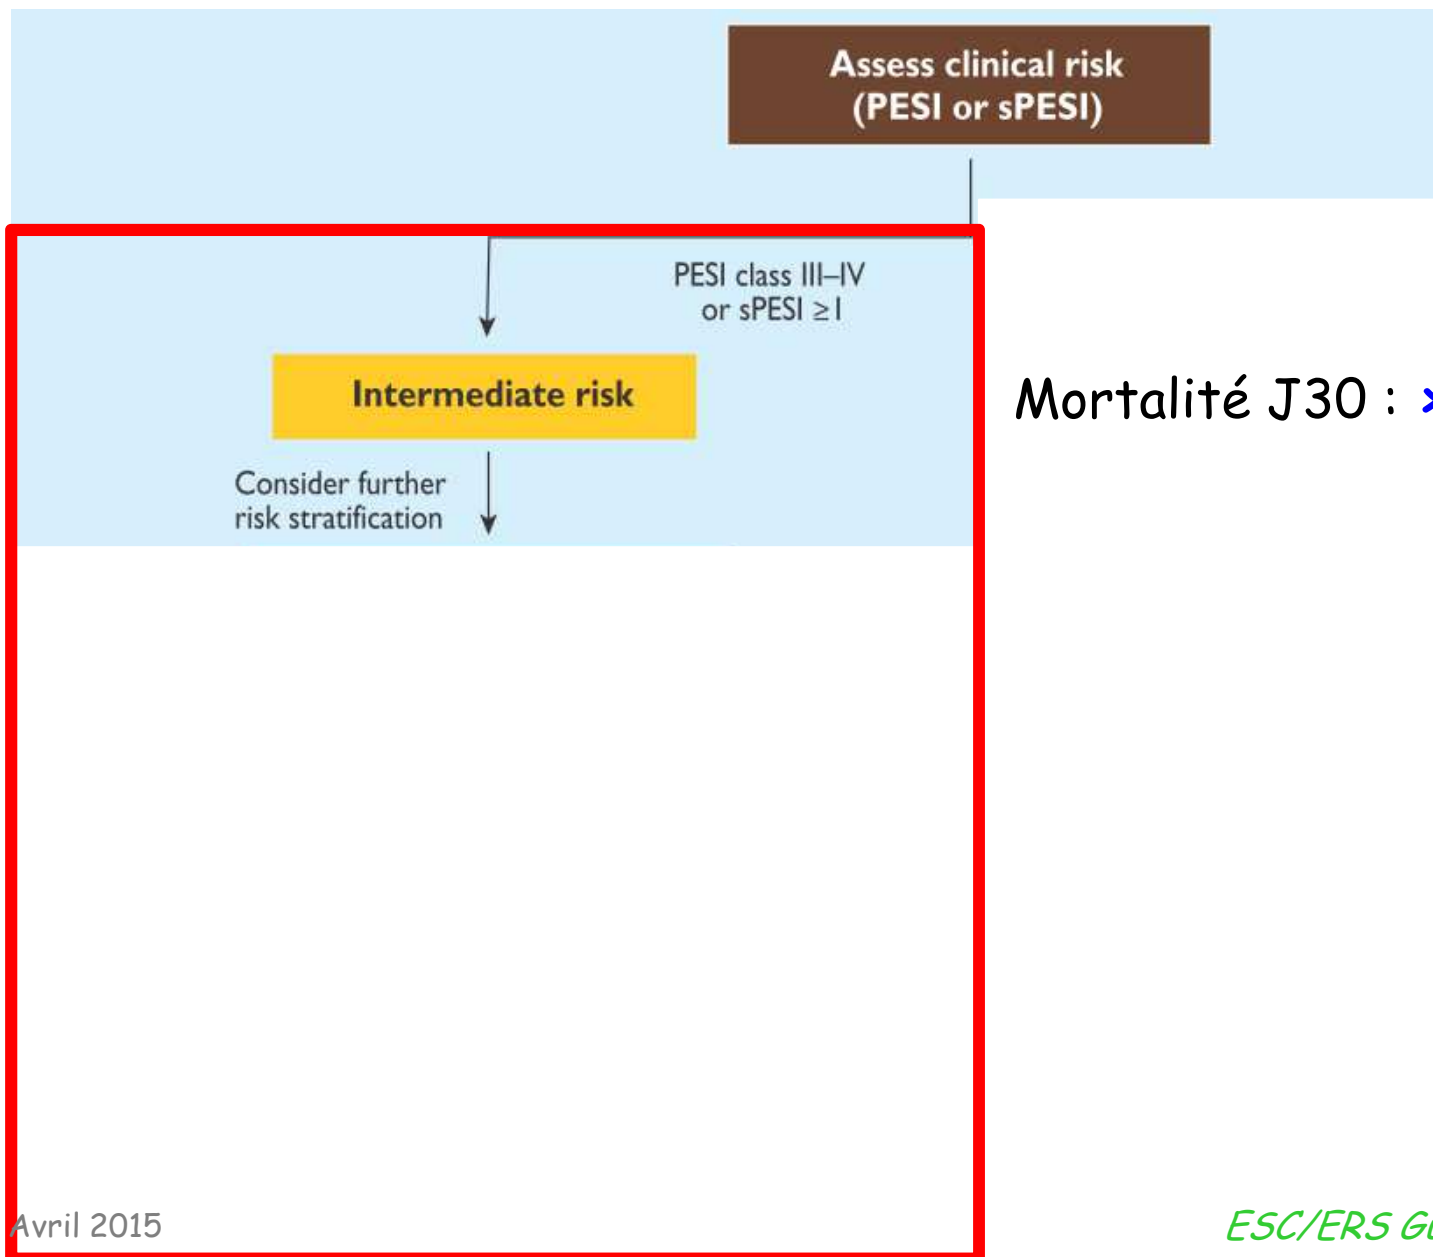 Assess clinical risk
(PESI or sPESI)
PESI class III–IV
or sPESI ≥I
Intermediate risk
Mortalité J30 :
Consider further
risk stratification
Avril 2015
ESC/ERS